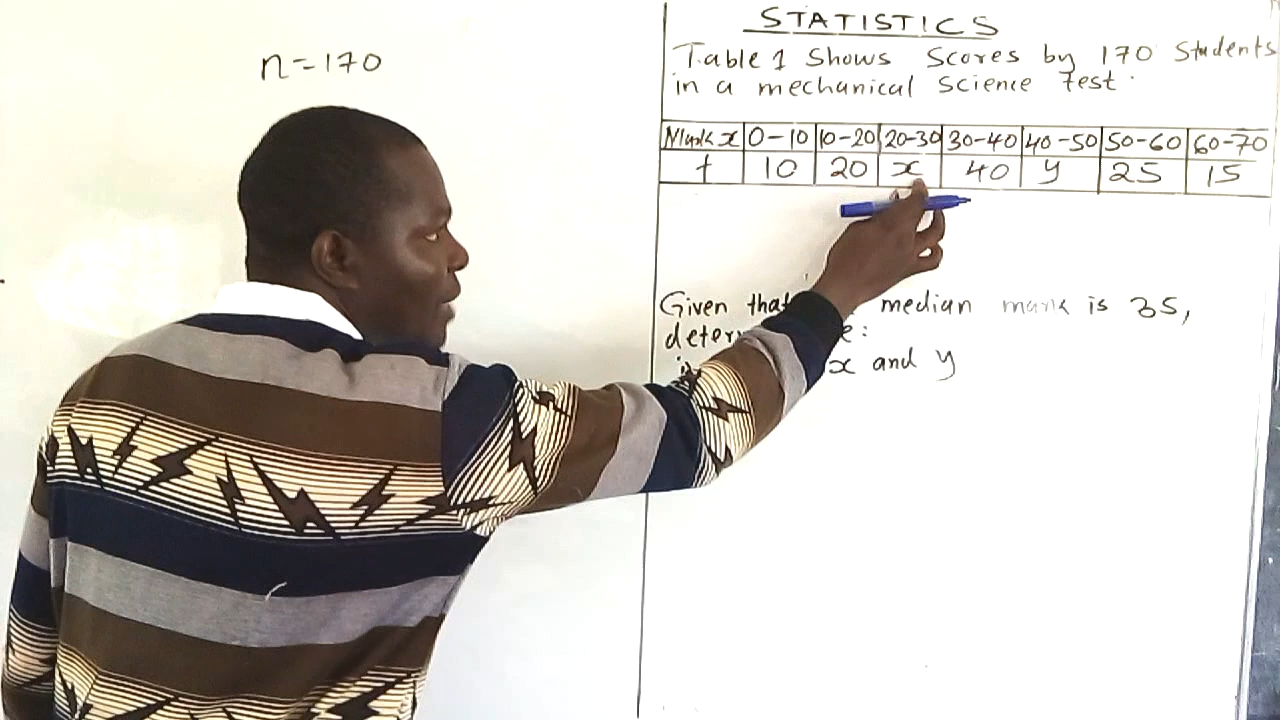 n=170
STATISTICS
Table 1 Shows Scores by 170 Students
in a mechanical Science test.
Marks x 0-10 10-20 20-30 30-40 40-50 50-60 60-70
f 10 20 x 40 y 25 15
Given that median mark is 35,
x and y